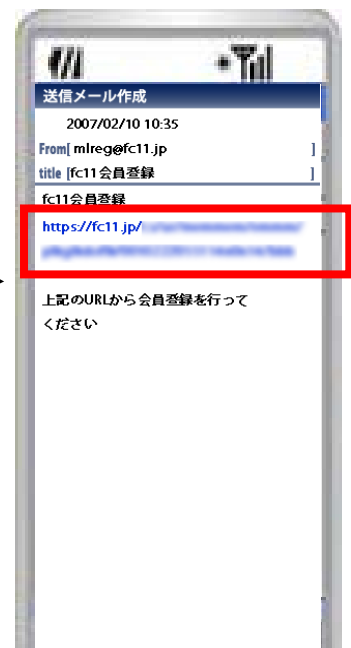 送信メール作成
2007/02/10 10:35
From[ mlreg@fc11.jp ]
title [fc11会員登録 ]
fc11会員登録
https://fc11.jp/
上記のURLから会員登録を行って
ください